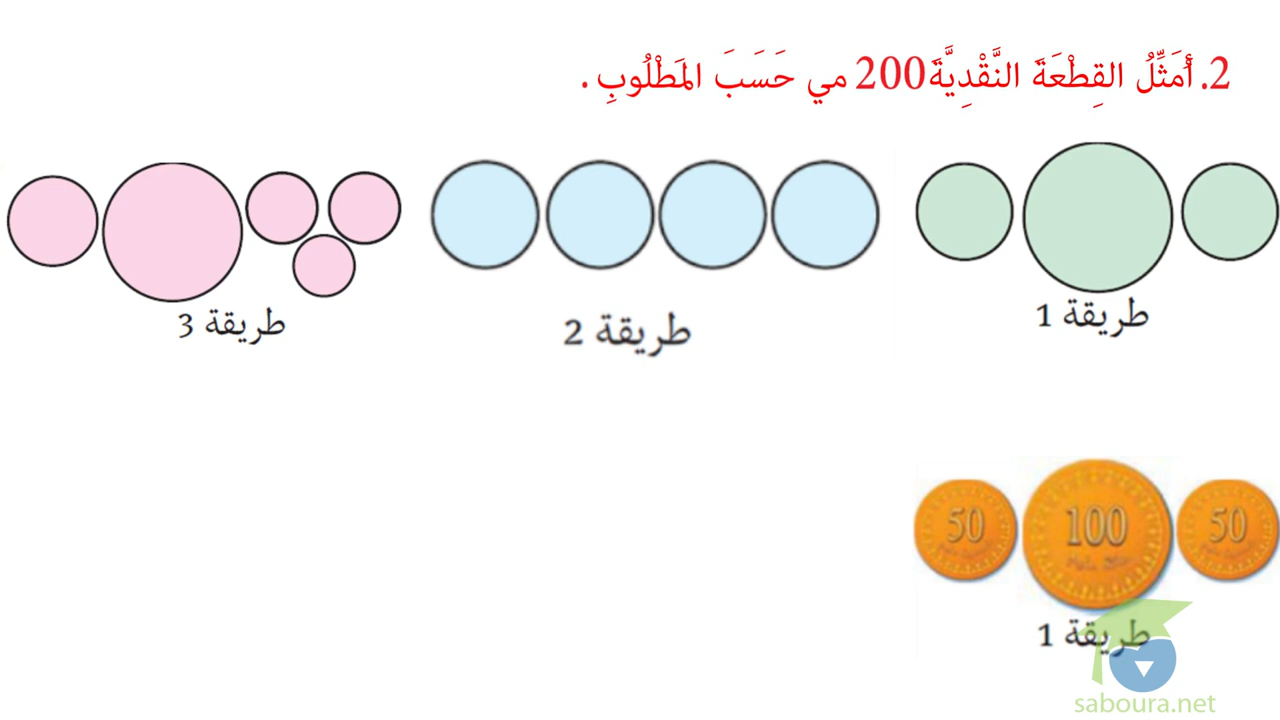 2. أُمَثِّلُ القِطْعَةَ النَّقْدِيَّةَ 200 مي حَسَبَ المَطْلُوبِ .
طريقة 1
طريقة 2
طريقة 3
50
100
50
طريقة 1
saboura.net